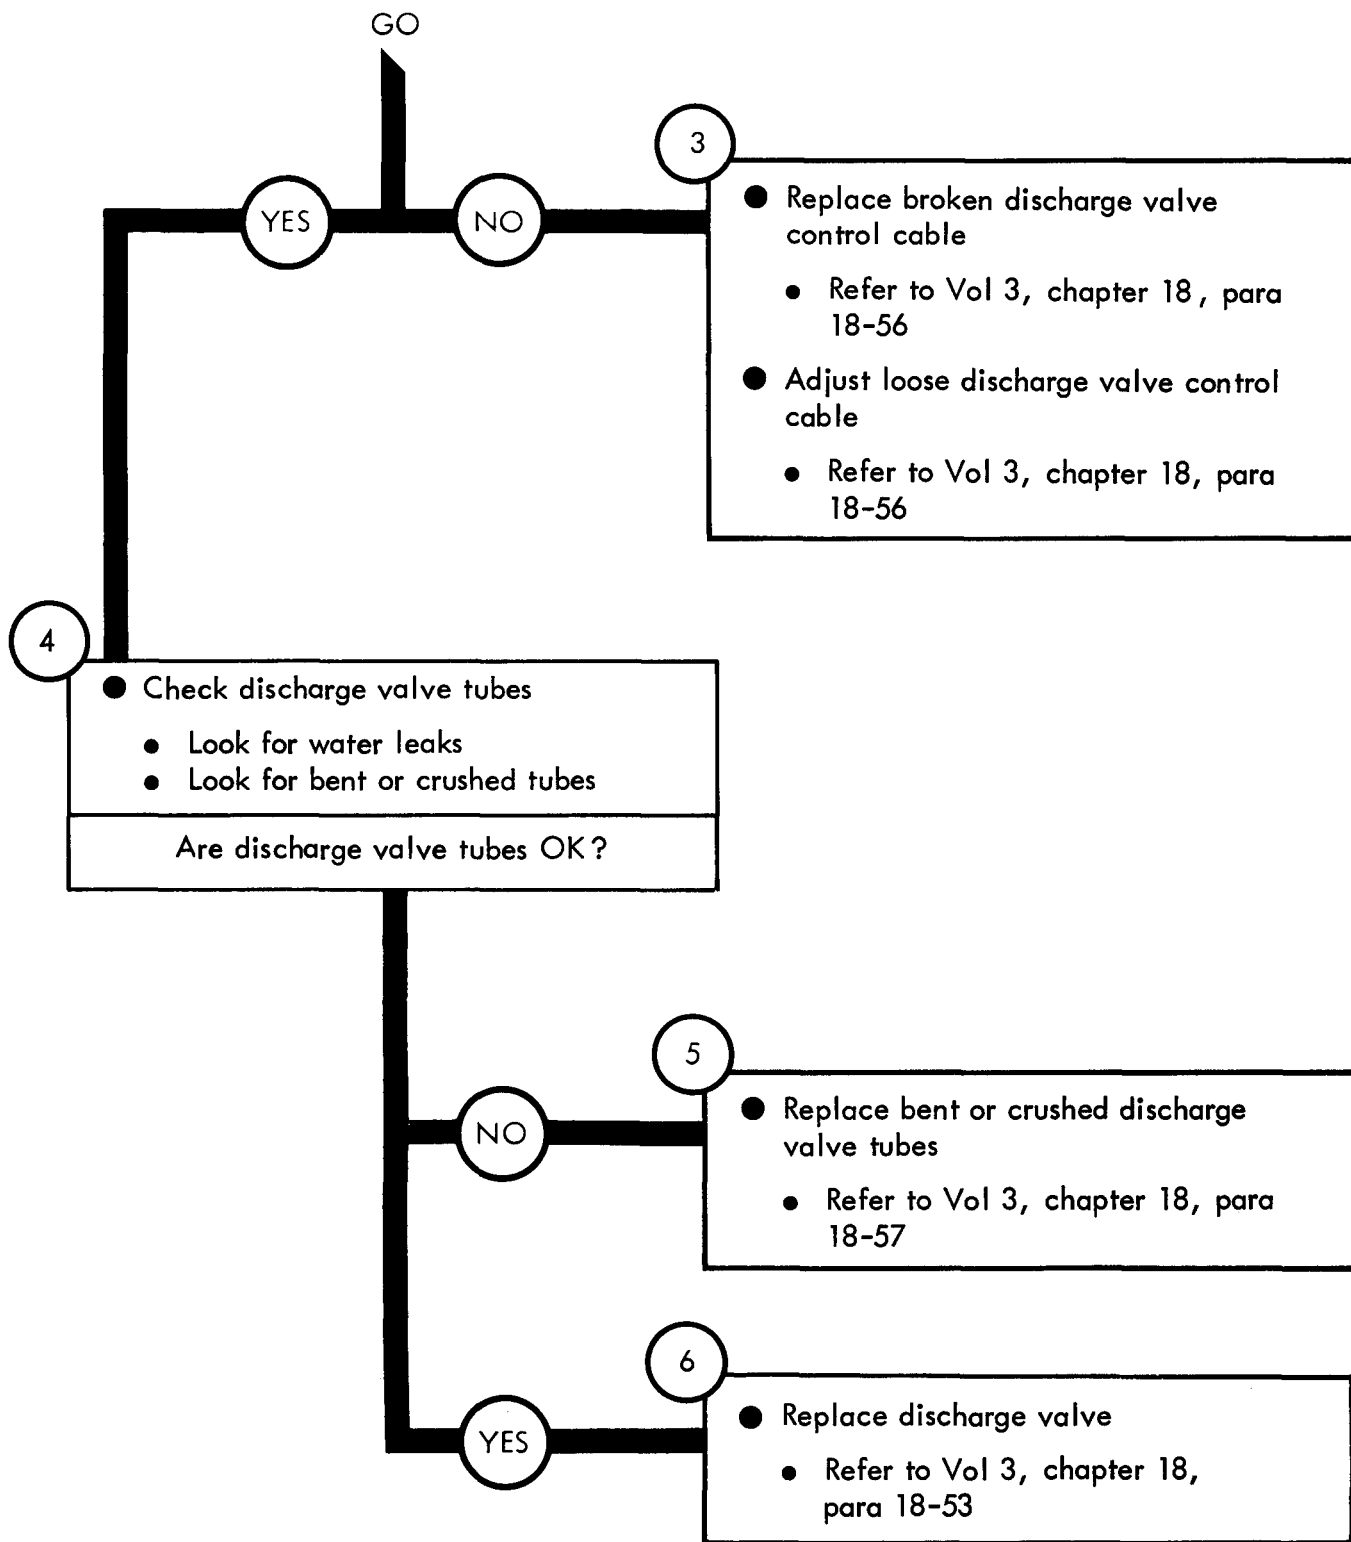 GO
YES
NO
3
● Replace broken discharge valve
control cable
● Refer to Vol 3, chapter 18, para
18-56
● Adjust loose discharge valve control
cable
● Refer to Vol 3, chapter 18, para
18-56
4
● Check discharge valve tubes
● Look for water leaks
● Look for bent or crushed tubes
Are discharge valve tubes OK?
NO
5
● Replace bent or crushed discharge
valve tubes
● Refer to Vol 3, chapter 18, para
18-57
YES
6
● Replace discharge valve
● Refer to Vol 3, chapter 18,
para 18-53